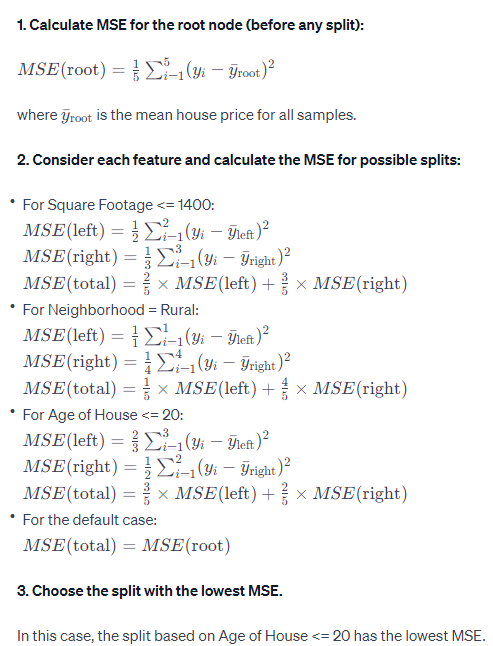 1. Calculate MSE for the root node (before any split):
MSE(root) = 1/5 ∑_{i−1}^{5}(y_i − ȳ_root)²
where ȳ_root is the mean house price for all samples.
2. Consider each feature and calculate the MSE for possible splits:
• For Square Footage <= 1400:
MSE(left) = 1/2 ∑_{i−1}^{2}(y_i − ȳ_left)²
MSE(right) = 1/3 ∑_{i−1}^{3}(y_i − ȳ_right)²
MSE(total) = 2/5 × MSE(left) + 3/5 × MSE(right)
• For Neighborhood = Rural:
MSE(left) = 1/1 ∑_{i−1}^{1}(y_i − ȳ_left)²
MSE(right) = 1/4 ∑_{i−1}^{4}(y_i − ȳ_right)²
MSE(total) = 1/5 × MSE(left) + 4/5 × MSE(right)
• For Age of House <= 20:
MSE(left) = 2/3 ∑_{i−1}^{3}(y_i − ȳ_left)²
MSE(right) = 1/2 ∑_{i−1}^{2}(y_i − ȳ_right)²
MSE(total) = 3/5 × MSE(left) + 2/5 × MSE(right)
• For the default case:
MSE(total) = MSE(root)
3. Choose the split with the lowest MSE.
In this case, the split based on Age of House <= 20 has the lowest MSE.